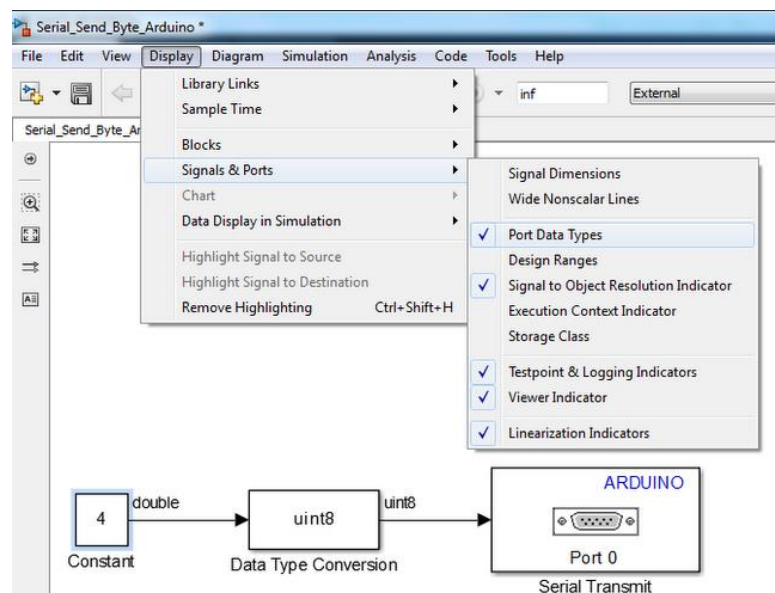 Serial_Send_Byte_Arduino *
File Edit View Display Diagram Simulation Analysis Code Tools Help
inf External
Serial_Send_Byte_Ar
Library Links
Sample Time
Blocks
Signals & Ports
Chart
Data Display in Simulation
Highlight Signal to Source
Highlight Signal to Destination
Remove Highlighting Ctrl+Shift+H
Signal Dimensions
Wide Nonscalar Lines
Port Data Types
Design Ranges
Signal to Object Resolution Indicator
Execution Context Indicator
Storage Class
Testpoint & Logging Indicators
Viewer Indicator
Linearization Indicators
ARDUINO
4 double uint8 uint8
Port 0
Constant Data Type Conversion Serial Transmit